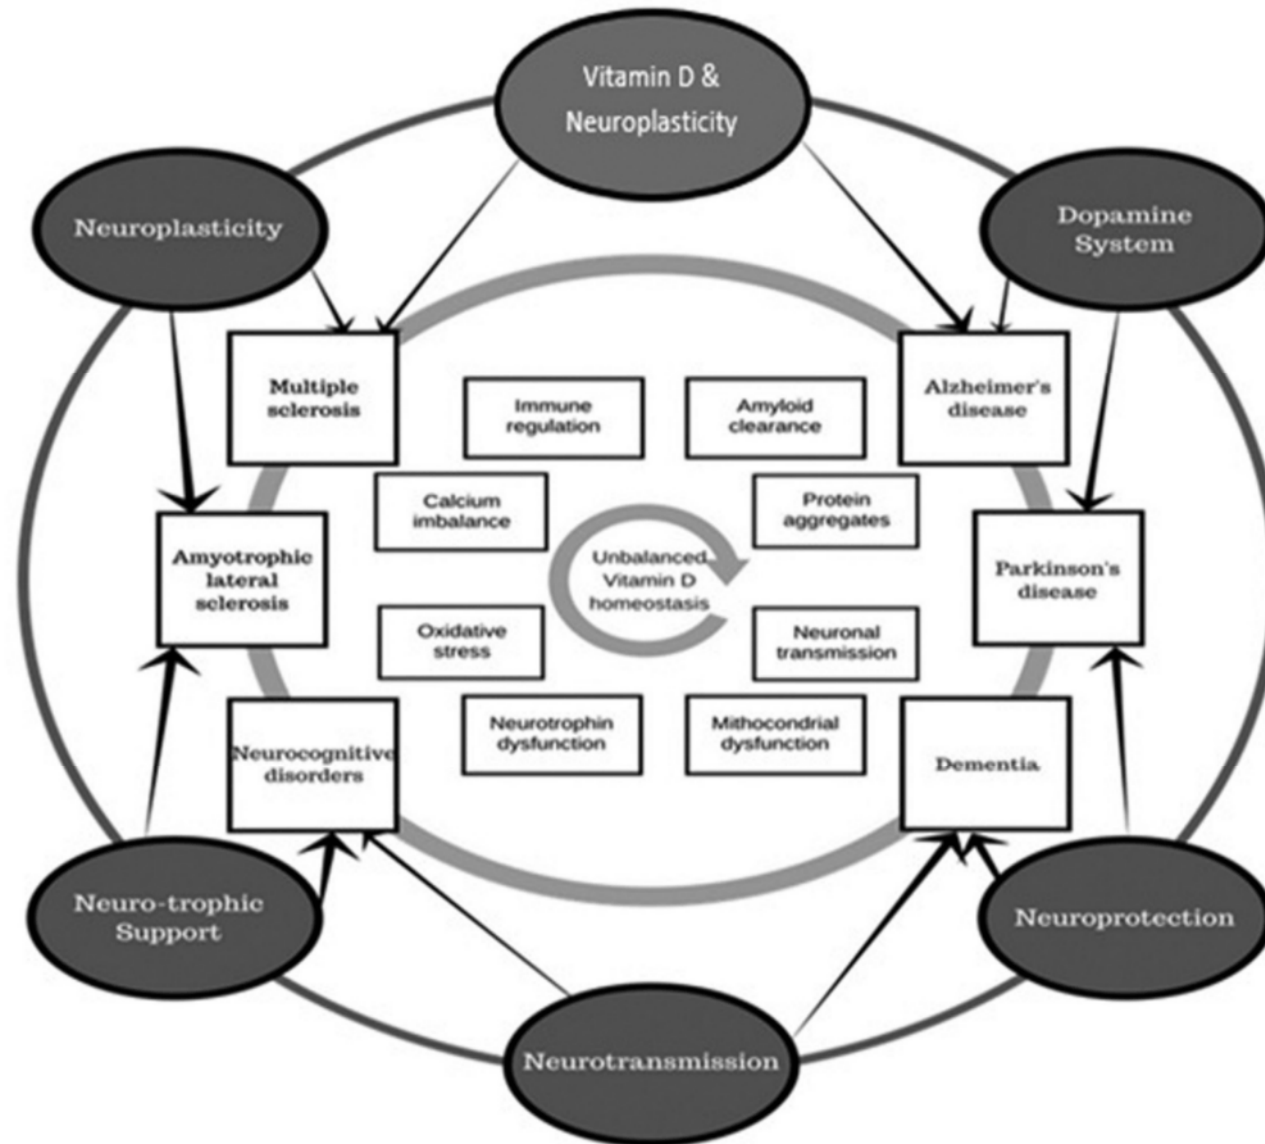 Vitamin D &
Neuroplasticity
Neuroplasticity
Dopamine
System
Multiple
sclerosis
Immune
regulation
Amyloid
clearance
Alzheimer's
disease
Calcium
imbalance
Protein
aggregates
Amyotrophic
lateral
sclerosis
Unbalanced
Vitamin D
homeostasis
Parkinson's
disease
Oxidative
stress
Neuronal
transmission
Neurocognitive
disorders
Neurotrophin
dysfunction
Mithocondrial
dysfunction
Dementia
Neuro-trophic
Support
Neuroprotection
Neurotransmission